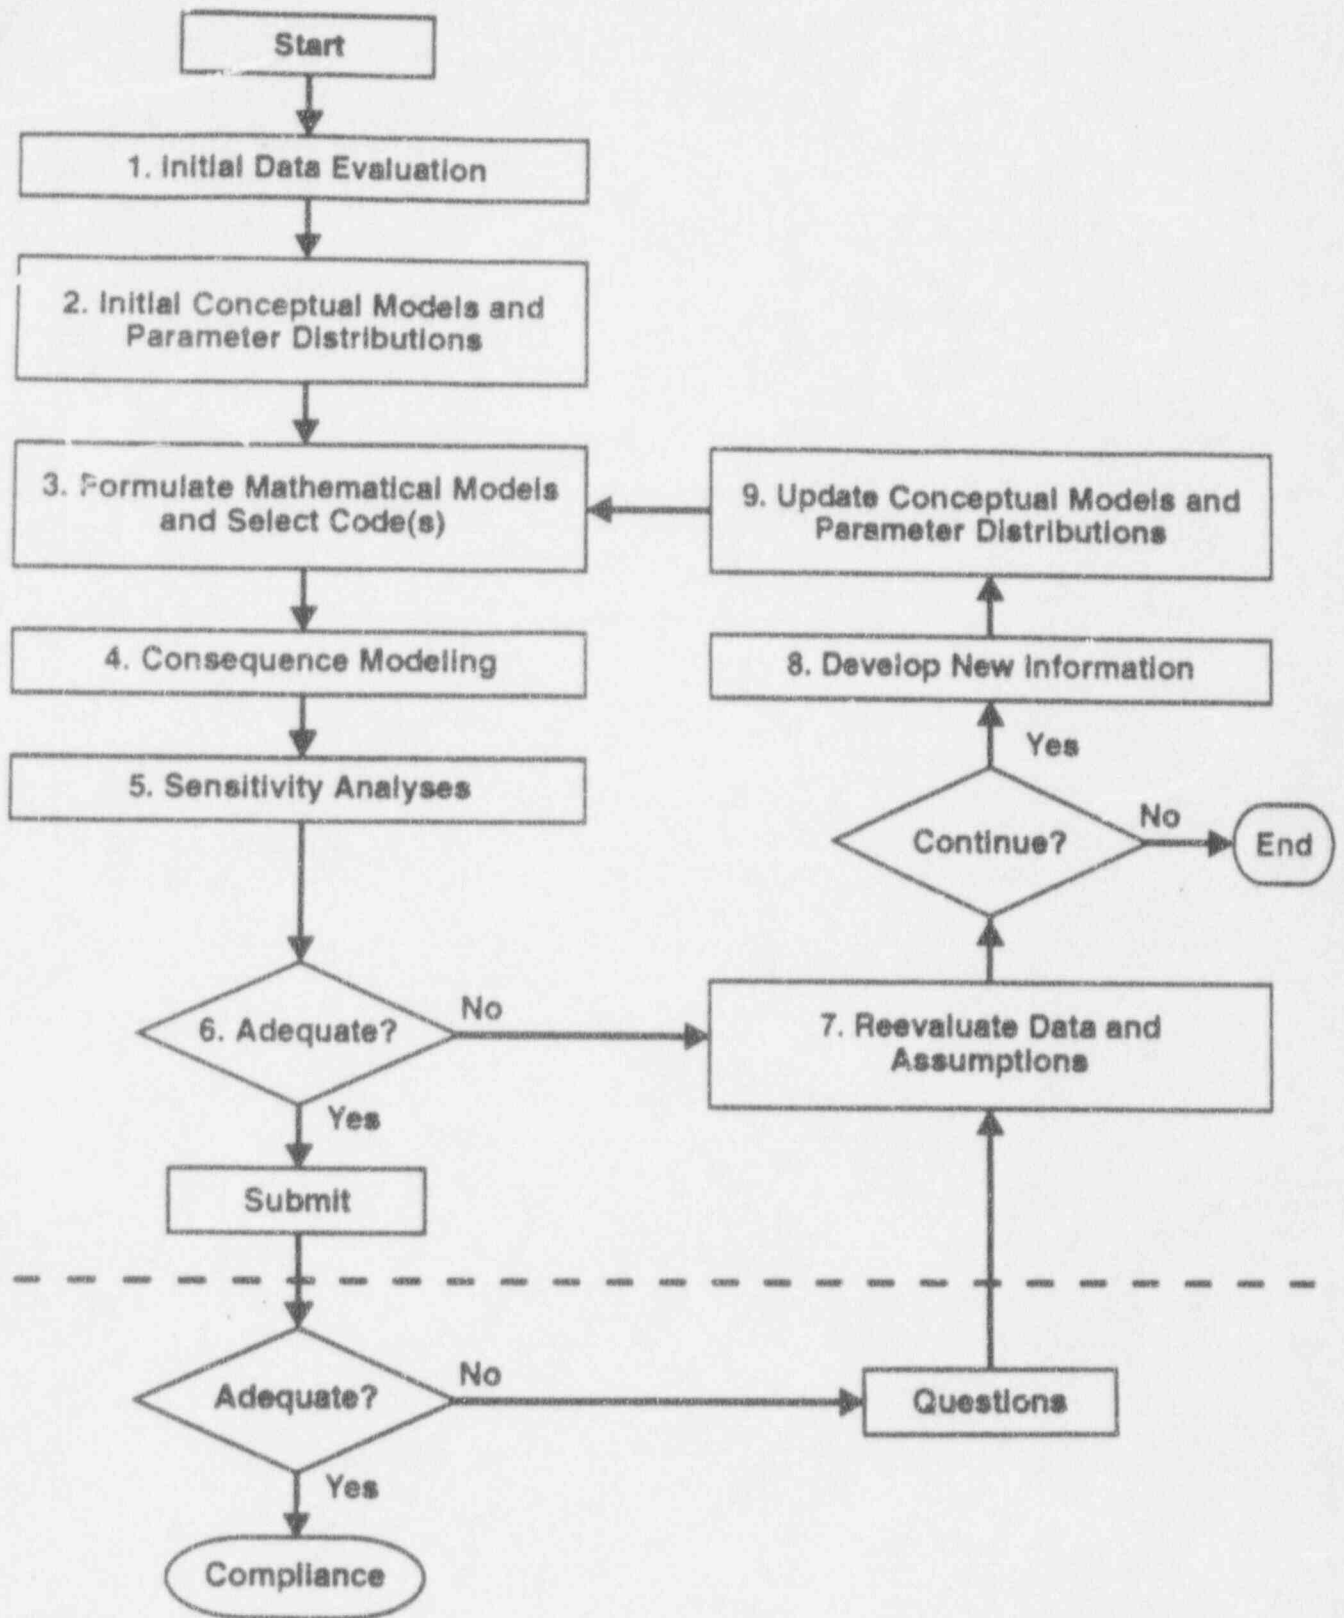 Start
1. Initial Data Evaluation
2. Initial Conceptual Models and
Parameter Distributions
3. Formulate Mathematical Models
and Select Code(s)
9. Update Conceptual Models and
Parameter Distributions
4. Consequence Modeling
8. Develop New Information
Yes
5. Sensitivity Analyses
Continue?
No
End
6. Adequate?
No
7. Reevaluate Data and
Assumptions
Yes
Submit
Adequate?
No
Questions
Yes
Compliance